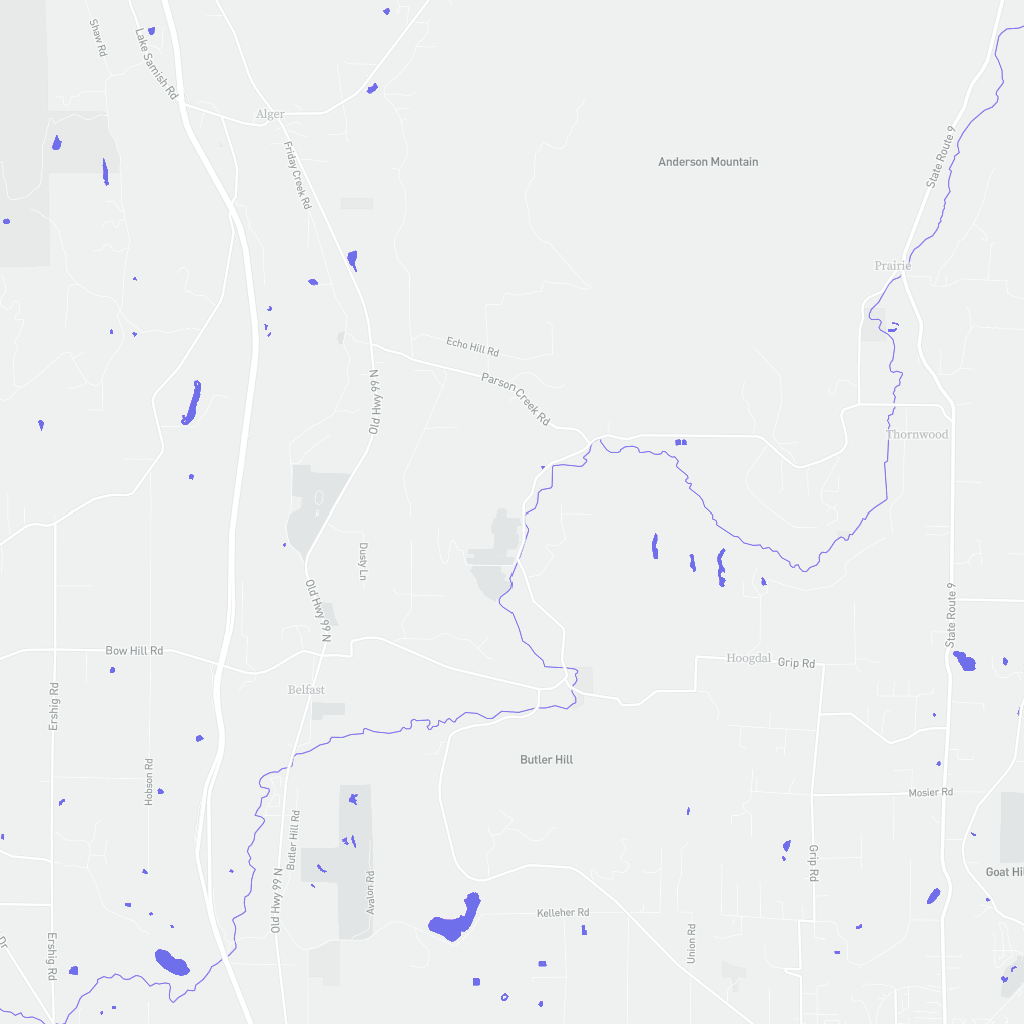 Shaw Rd
Lake Samish Rd
Alger
Friday Creek Rd
Anderson Mountain
State Route 9
Prairie
Echo Hill Rd
Parson Creek Rd
Old Hwy 99 N
Thornwood
Dusty Ln
Old Hwy 99 N
State Route 9
Bow Hill Rd
Hoogdal
Grip Rd
Belfast
Ershig Rd
Butler Hill
Hobson Rd
Mosier Rd
Butler Hill Rd
Grip Rd
Goat Hil
Avalon Rd
Old Hwy 99 N
Kelleher Rd
Union Rd
Ershig Rd
Dr